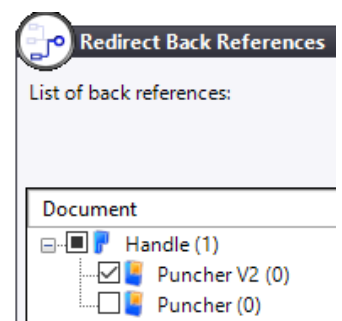 Redirect Back References
List of back references:
Document
Handle (1)
Puncher V2 (0)
Puncher (0)